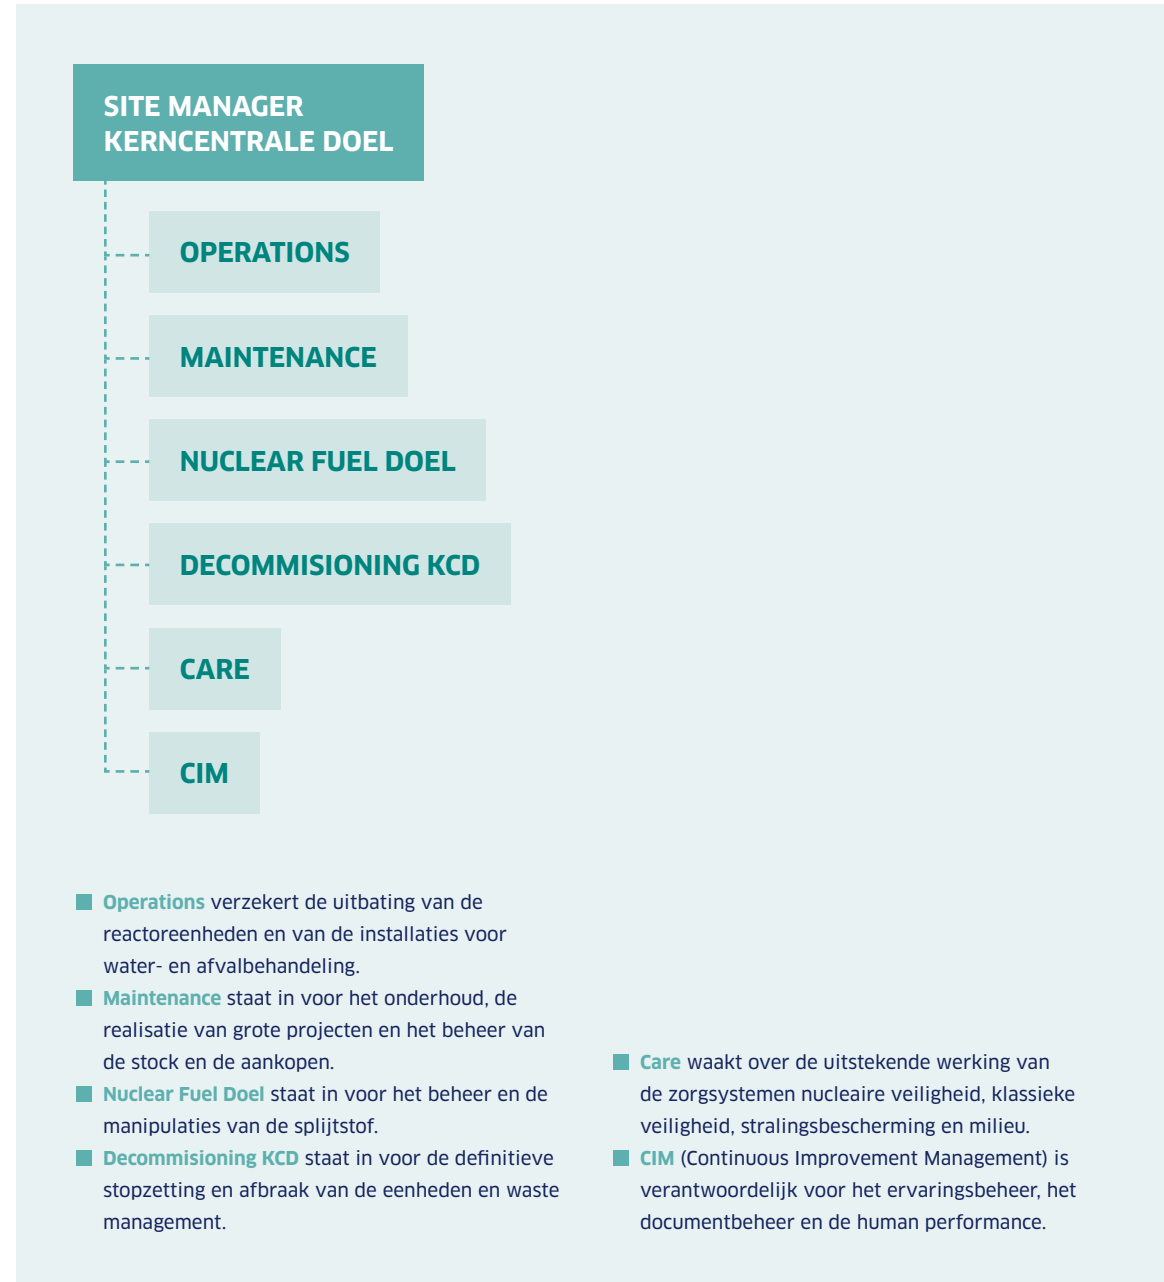 SITE MANAGER
KERNCENTRALE DOEL
OPERATIONS
MAINTENANCE
NUCLEAR FUEL DOEL
DECOMMISIONING KCD
CARE
CIM
Operations verzekert de uitbating van de
reactoreenheden en van de installaties voor
water- en afvalbehandeling.
Maintenance staat in voor het onderhoud, de
realisatie van grote projecten en het beheer van
de stock en de aankopen.
Nuclear Fuel Doel staat in voor het beheer en de
manipulaties van de splijtstof.
Decommisioning KCD staat in voor de definitieve
stopzetting en afbraak van de eenheden en waste
management.
Care waakt over de uitstekende werking van
de zorgsystemen nucleaire veiligheid, klassieke
veiligheid, stralingsbescherming en milieu.
CIM (Continuous Improvement Management) is
verantwoordelijk voor het ervaringsbeheer, het
documentbeheer en de human performance.